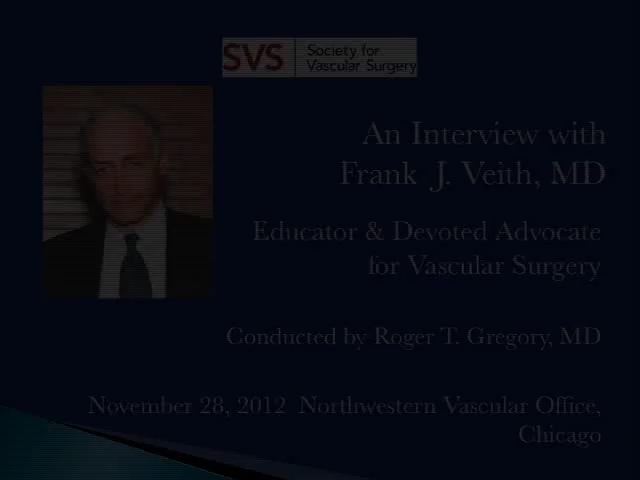 SVS
Society for
Vascular Surgery
An Interview with
Frank J. Veith, MD
Educator & Devoted Advocate
for Vascular Surgery
Conducted by Roger T. Gregory, MD
November 28, 2012 Northwestern Vascular Office,
Chicago